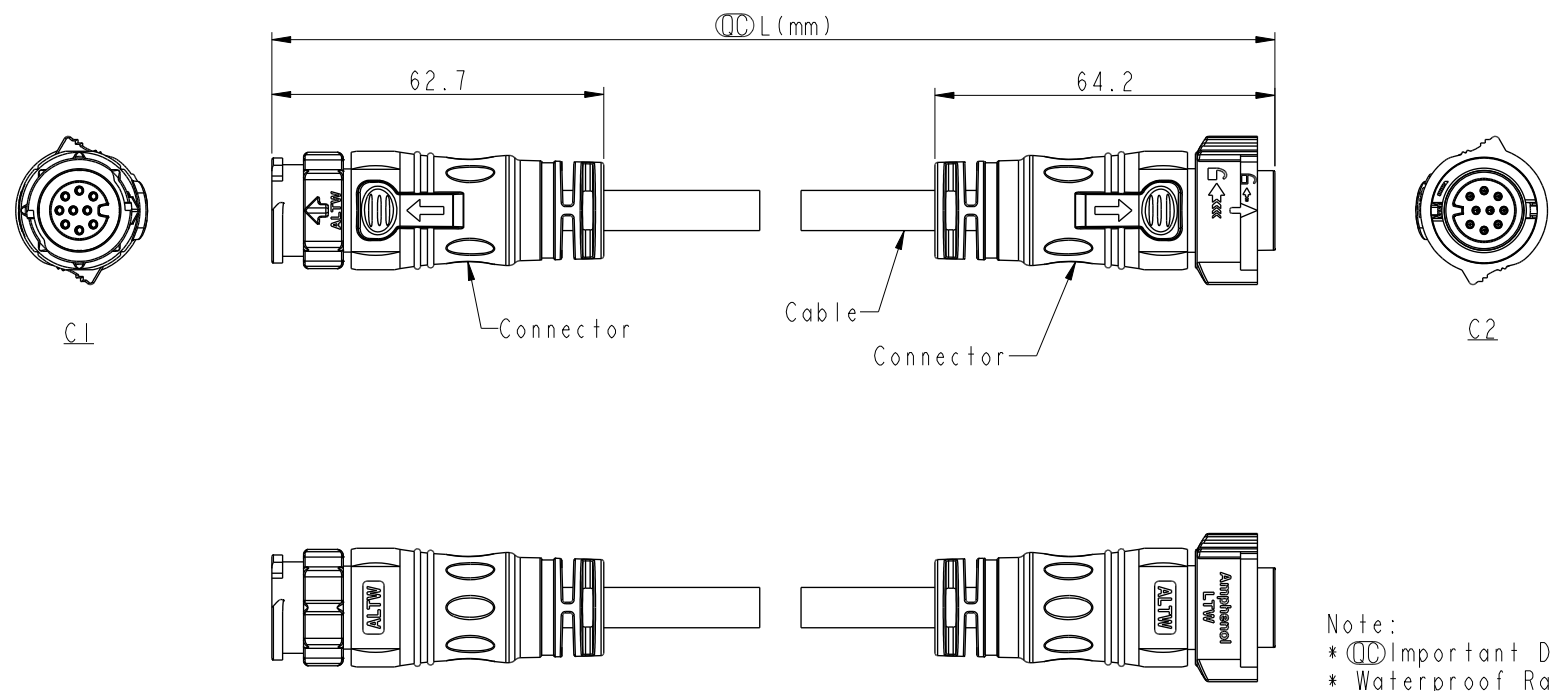 QC L(mm)
62.7
64.2
ALTW
C1
C2
Connector
Cable
Connector
ALTW
ALTW
Amphenol
LTW
Note:
* QC Important D
* Waterproof Ra